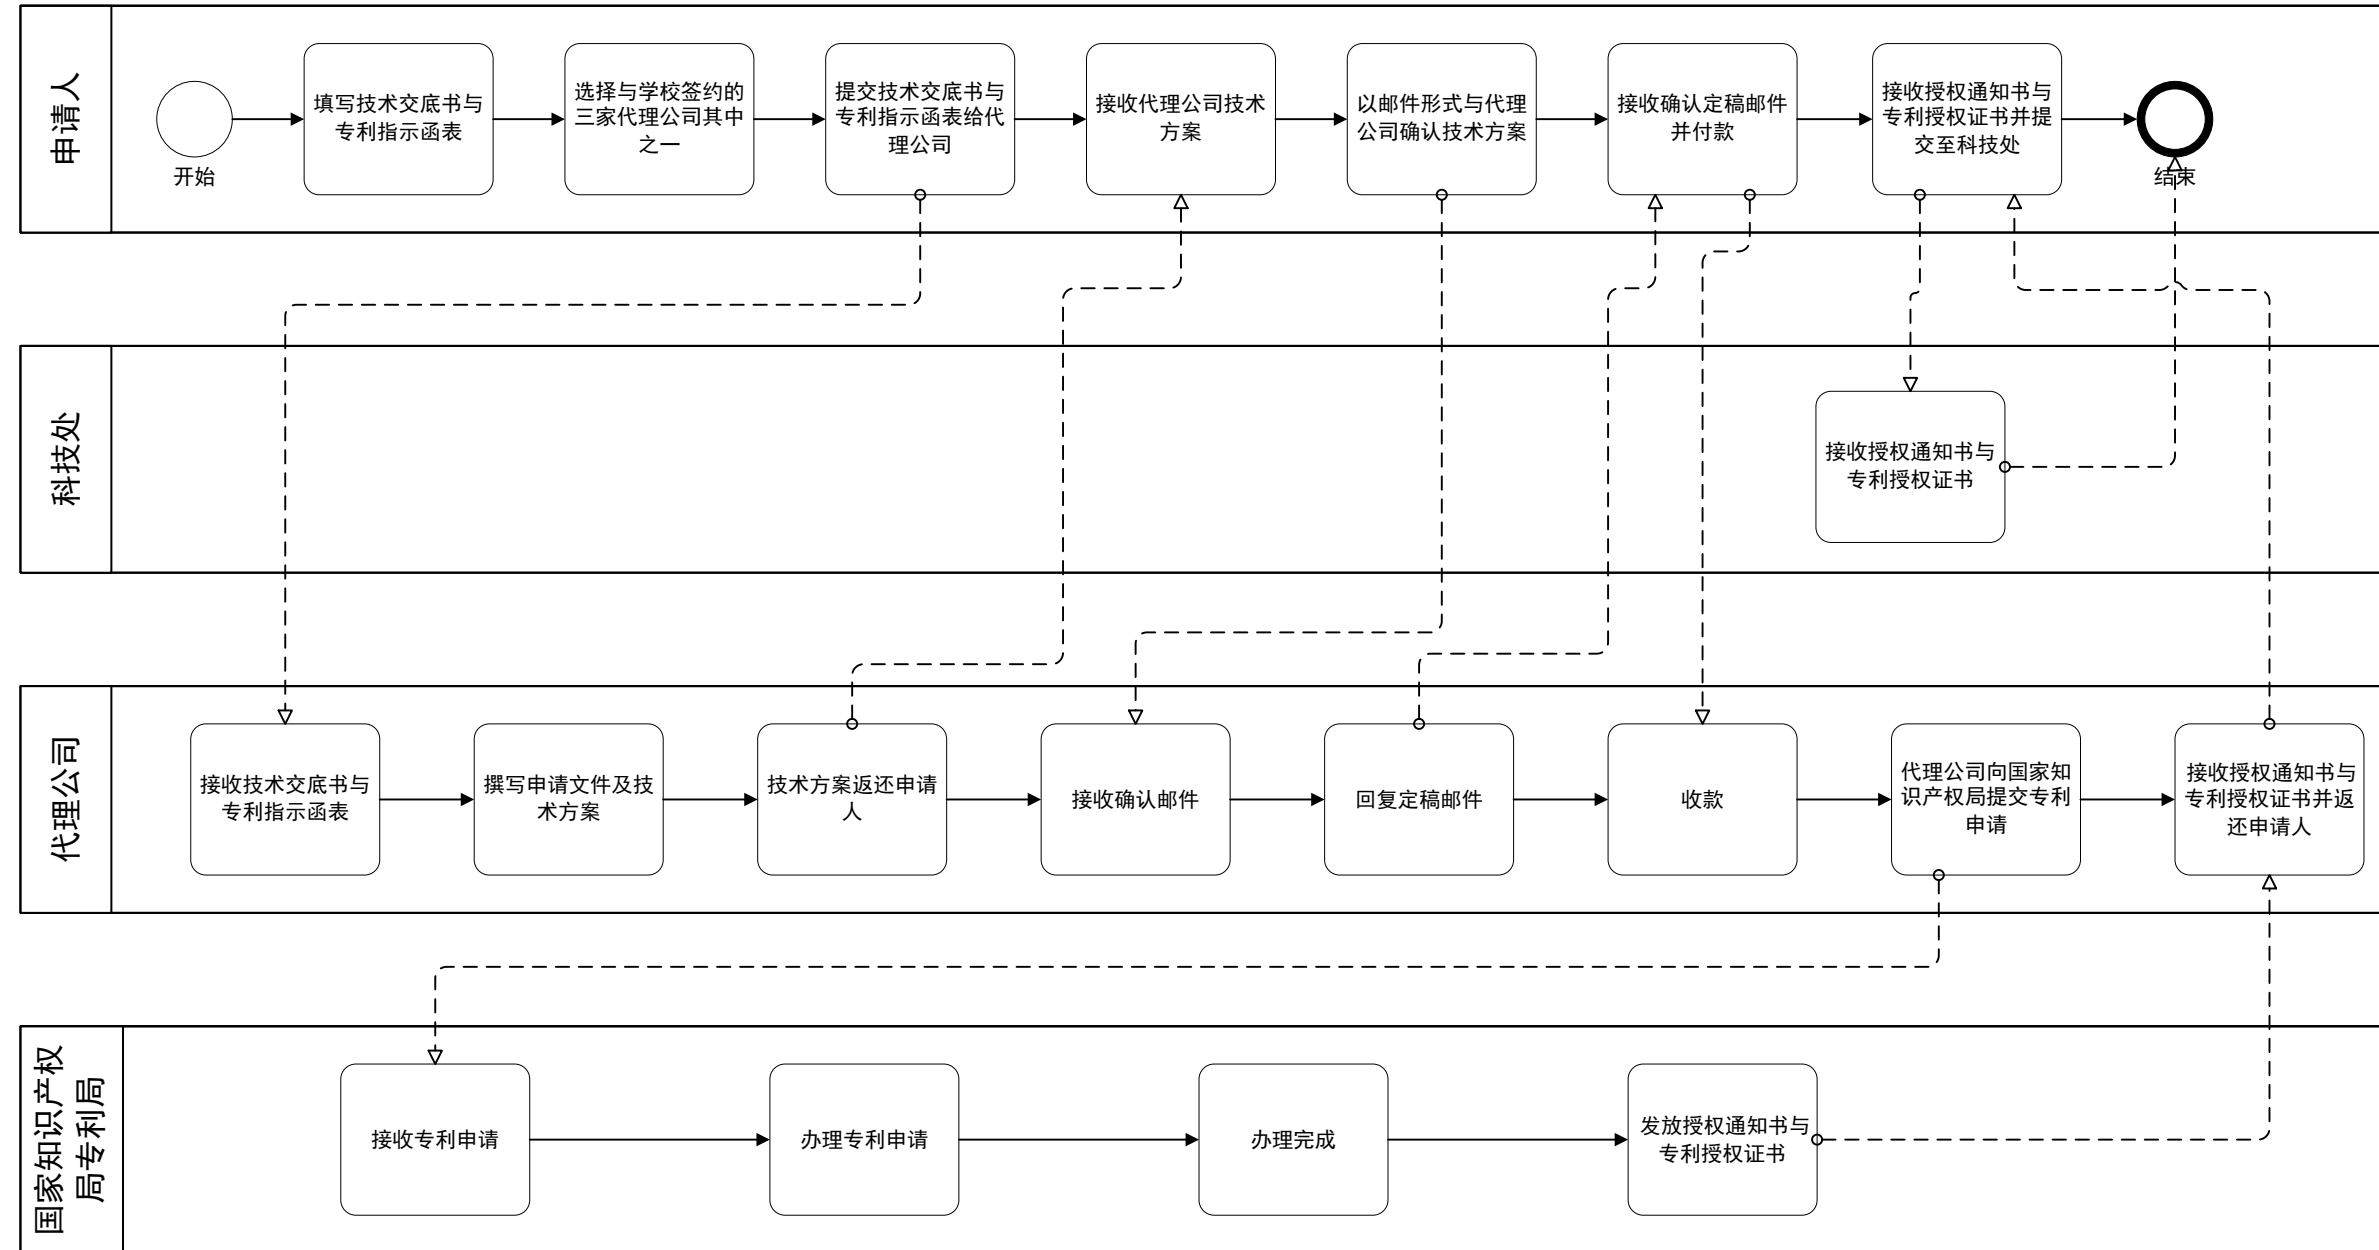 申请人
开始
填写技术交底书与
专利指示函表
选择与学校签约的
三家代理公司其中
之一
提交技术交底书与
专利指示函表给代
理公司
接收代理公司技术
方案
以邮件形式与代理
公司确认技术方案
接收确认定稿邮件
并付款
接收授权通知书与
专利授权证书并提
交至科技处
结束
科技处
接收授权通知书与
专利授权证书
代理公司
接收技术交底书与
专利指示函表
撰写申请文件及技
术方案
技术方案返还申请
人
接收确认邮件
回复定稿邮件
收款
代理公司向国家知
识产权局提交专利
申请
接收授权通知书与
专利授权证书并返
还申请人
国家知识产权
局专利局
接收专利申请
办理专利申请
办理完成
发放授权通知书与
专利授权证书